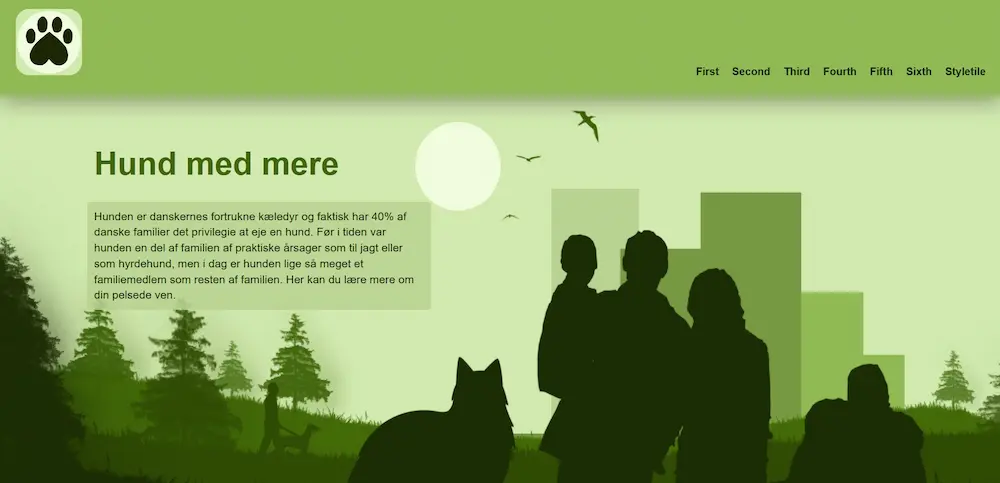 First Second Third Fourth Fifth Sixth Styletile
Hund med mere
Hunden er danskernes fortrukne kæledyr og faktisk har 40% af
danske familier det privilegie at eje en hund. Før i tiden var
hunden en del af familien af praktiske årsager som til jagt eller
som hyrdehund, men i dag er hunden lige så meget et
familiemedlem som resten af familien. Her kan du lære mere om
din pelsede ven.